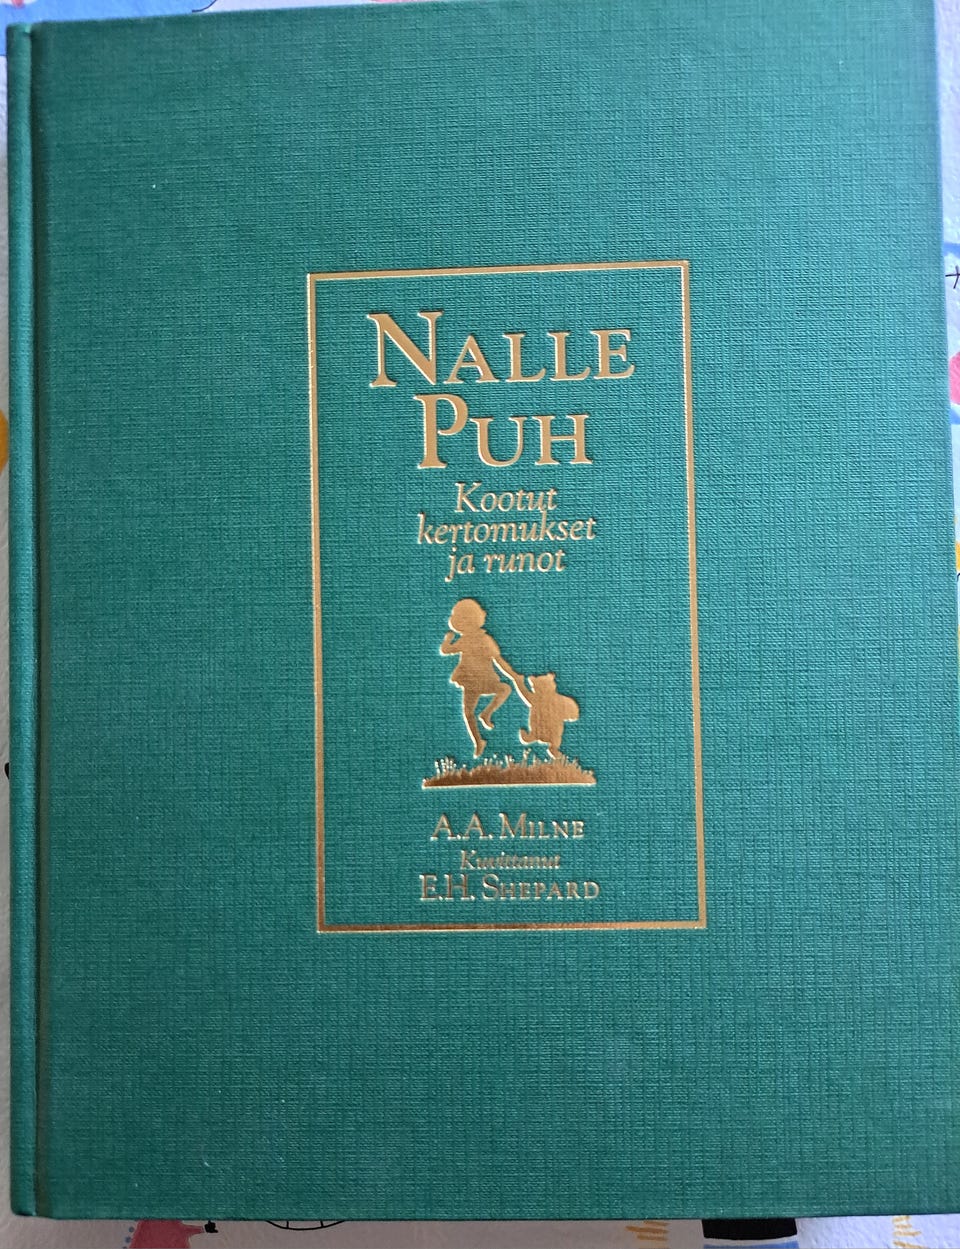 NALLE
PUH
Kootut
kertomukset
ja runot
A.A. MILNE
Kuvittanut
E.H. SHEPARD